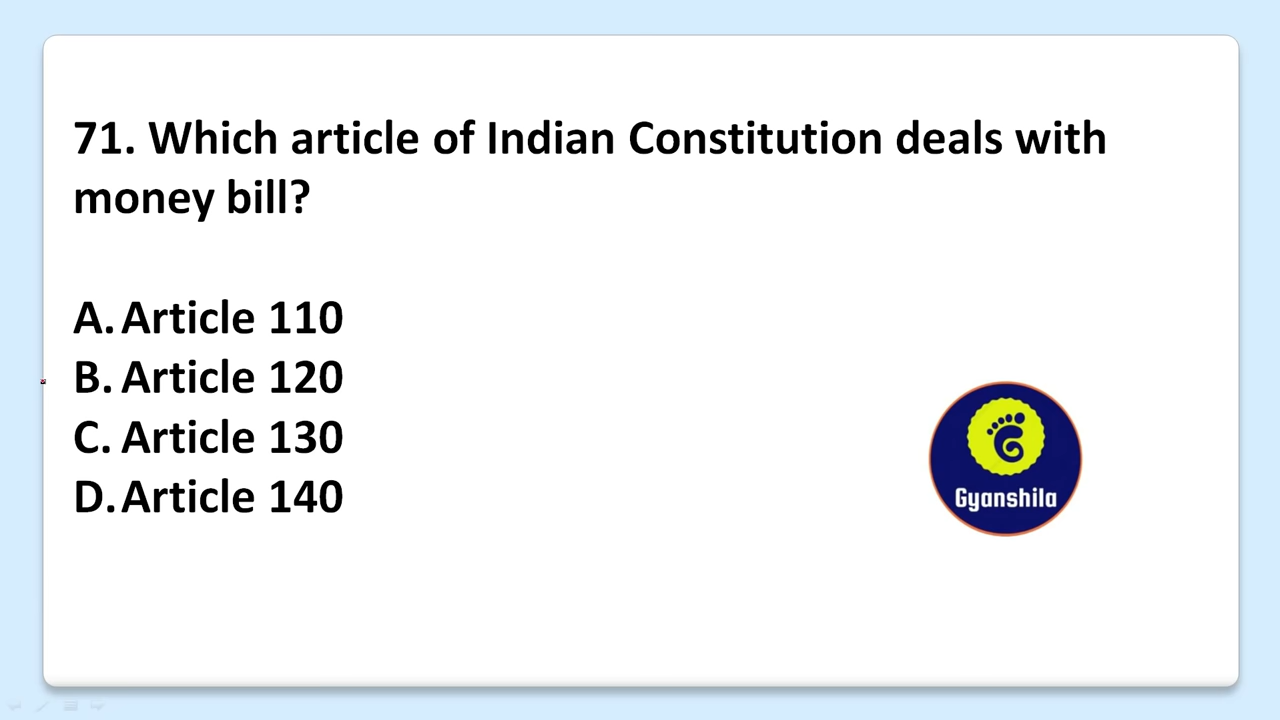 71. Which article of Indian Constitution deals with
money bill?
A. Article 110
B. Article 120
C. Article 130
D. Article 140
Gyanshila